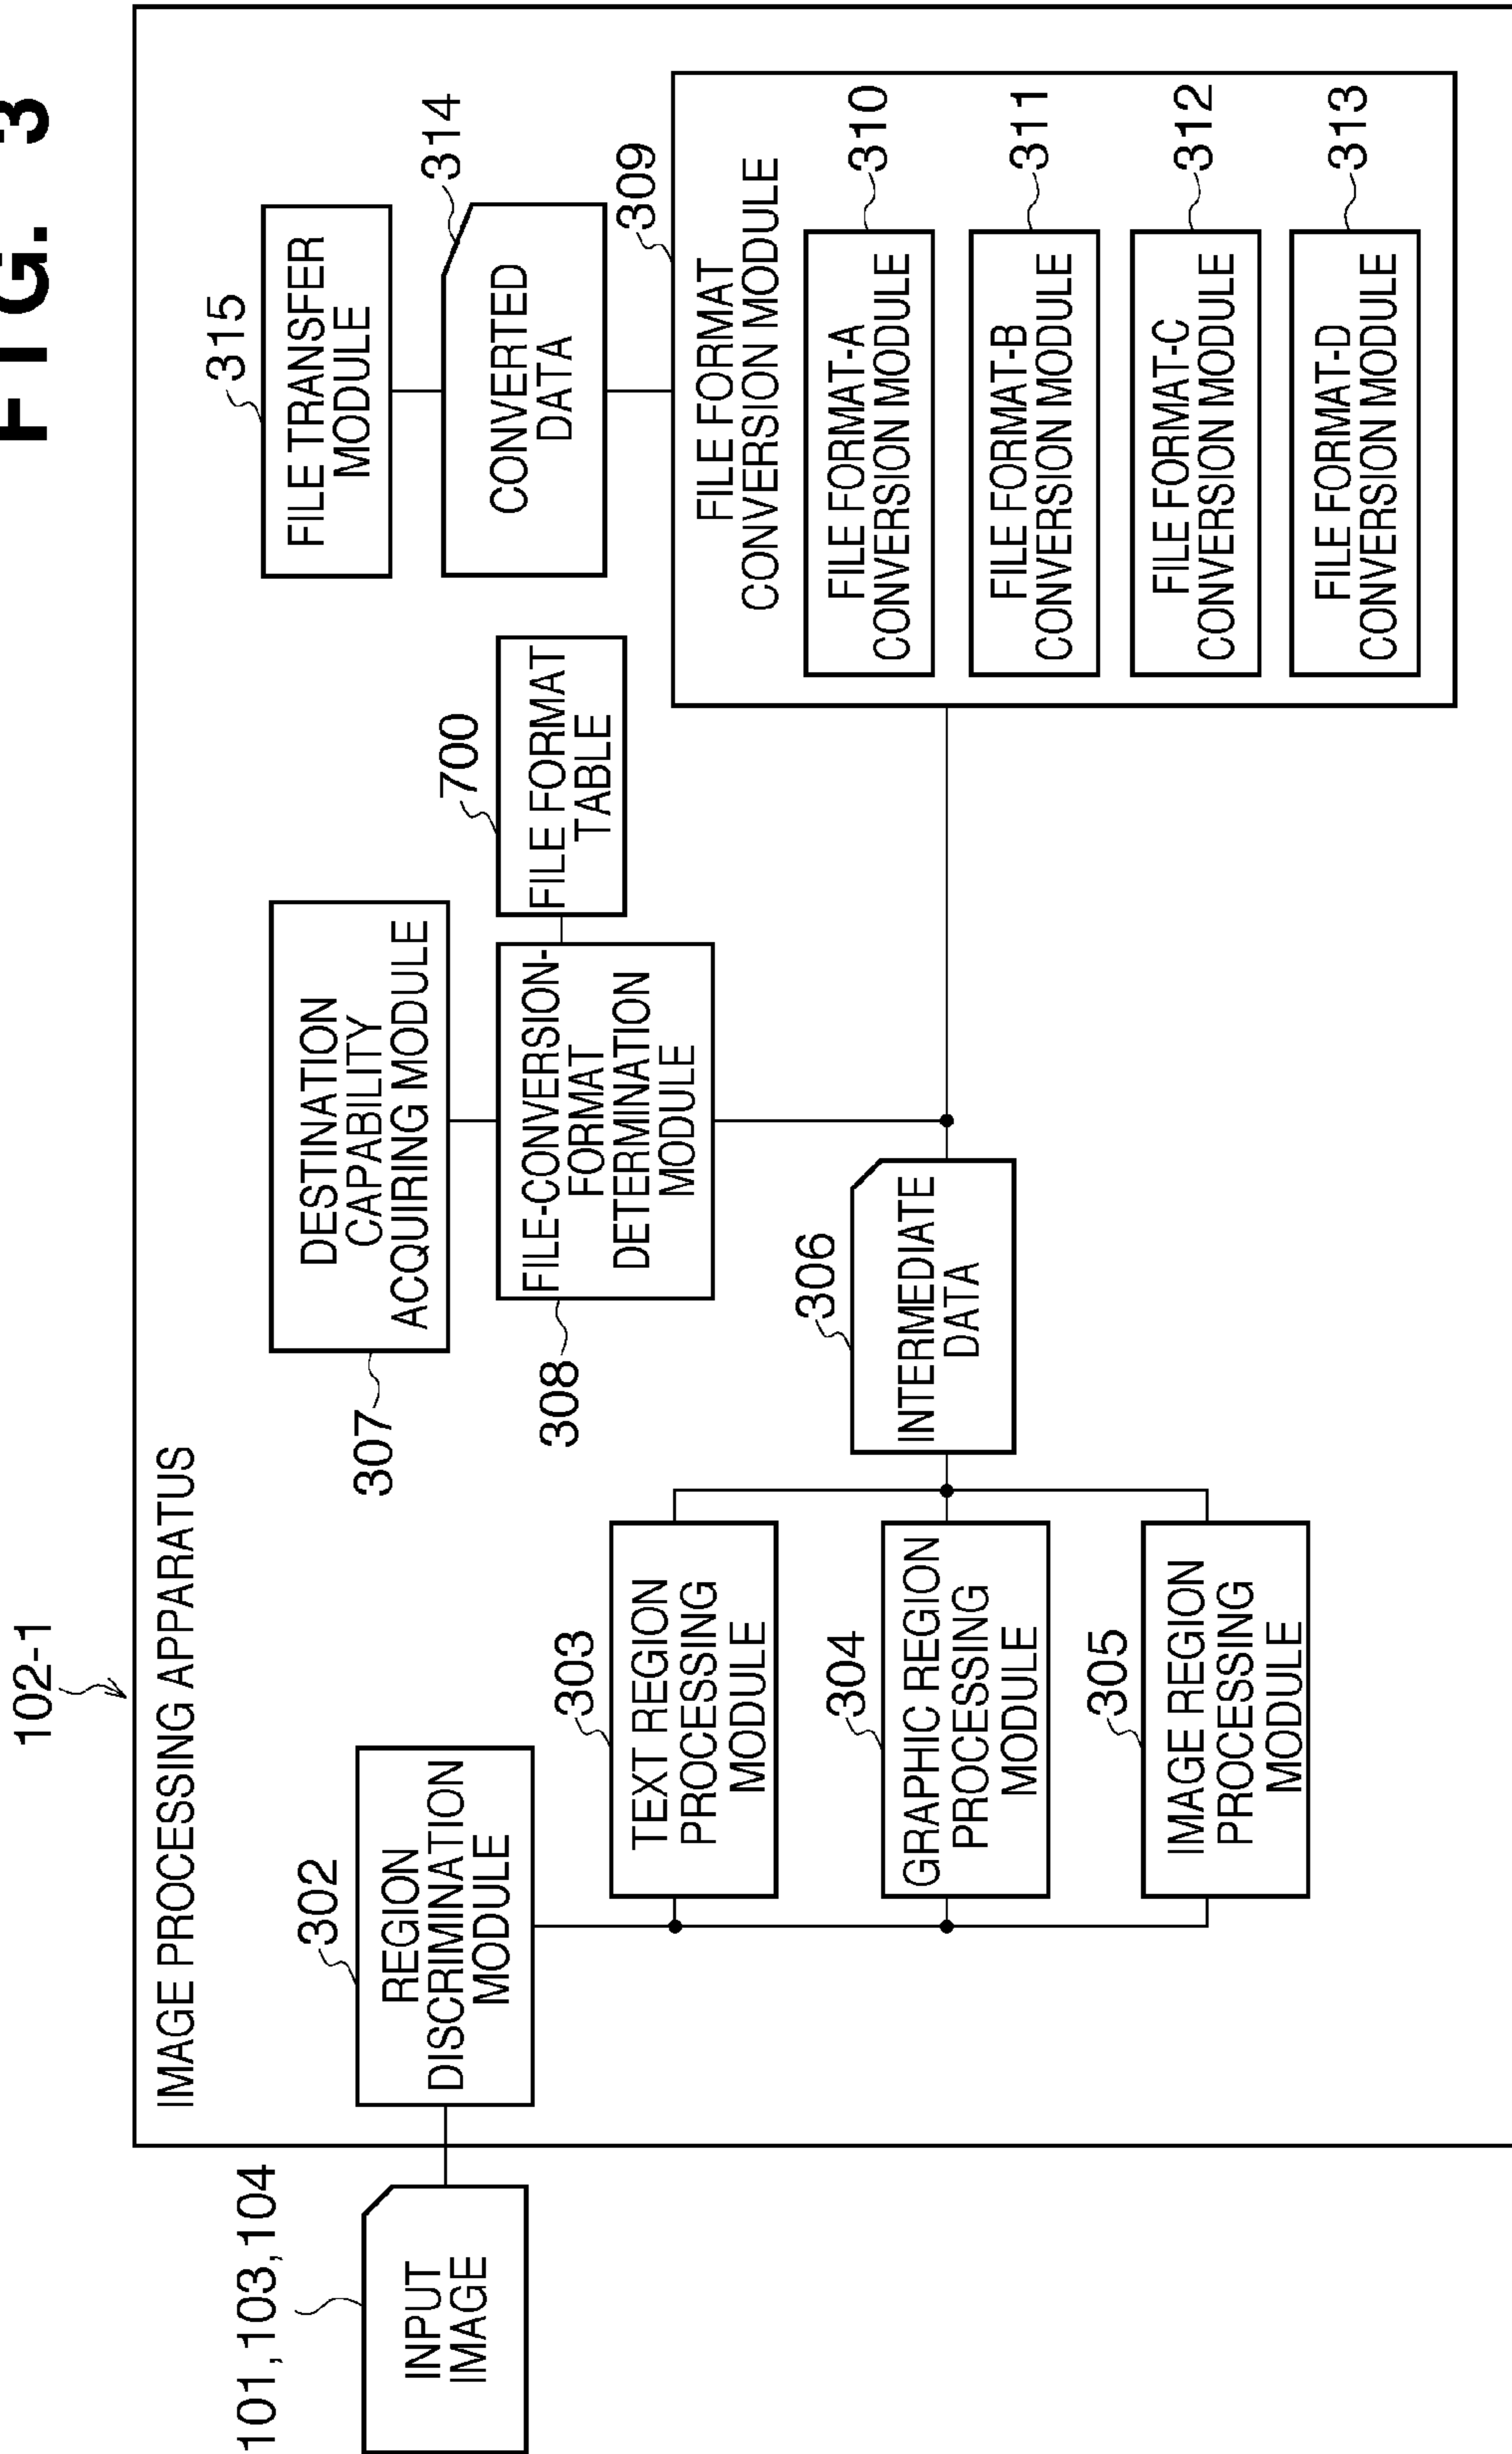 FIG. 3
102-1
IMAGE PROCESSING APPARATUS
101,103,104
INPUT
IMAGE
302
REGION
DISCRIMINATION
MODULE
303
TEXT REGION
PROCESSING
MODULE
304
GRAPHIC REGION
PROCESSING
MODULE
305
IMAGE REGION
PROCESSING
MODULE
306
INTERMEDIATE
DATA
307
DESTINATION
CAPABILITY
ACQUIRING MODULE
308
FILE-CONVERSION-
FORMAT
DETERMINATION
MODULE
700
FILE FORMAT
TABLE
315
FILE TRANSFER
MODULE
314
CONVERTED
DATA
309
FILE FORMAT
CONVERSION MODULE
FILE FORMAT-A
CONVERSION MODULE
310
FILE FORMAT-B
CONVERSION MODULE
311
FILE FORMAT-C
CONVERSION MODULE
312
FILE FORMAT-D
CONVERSION MODULE
313